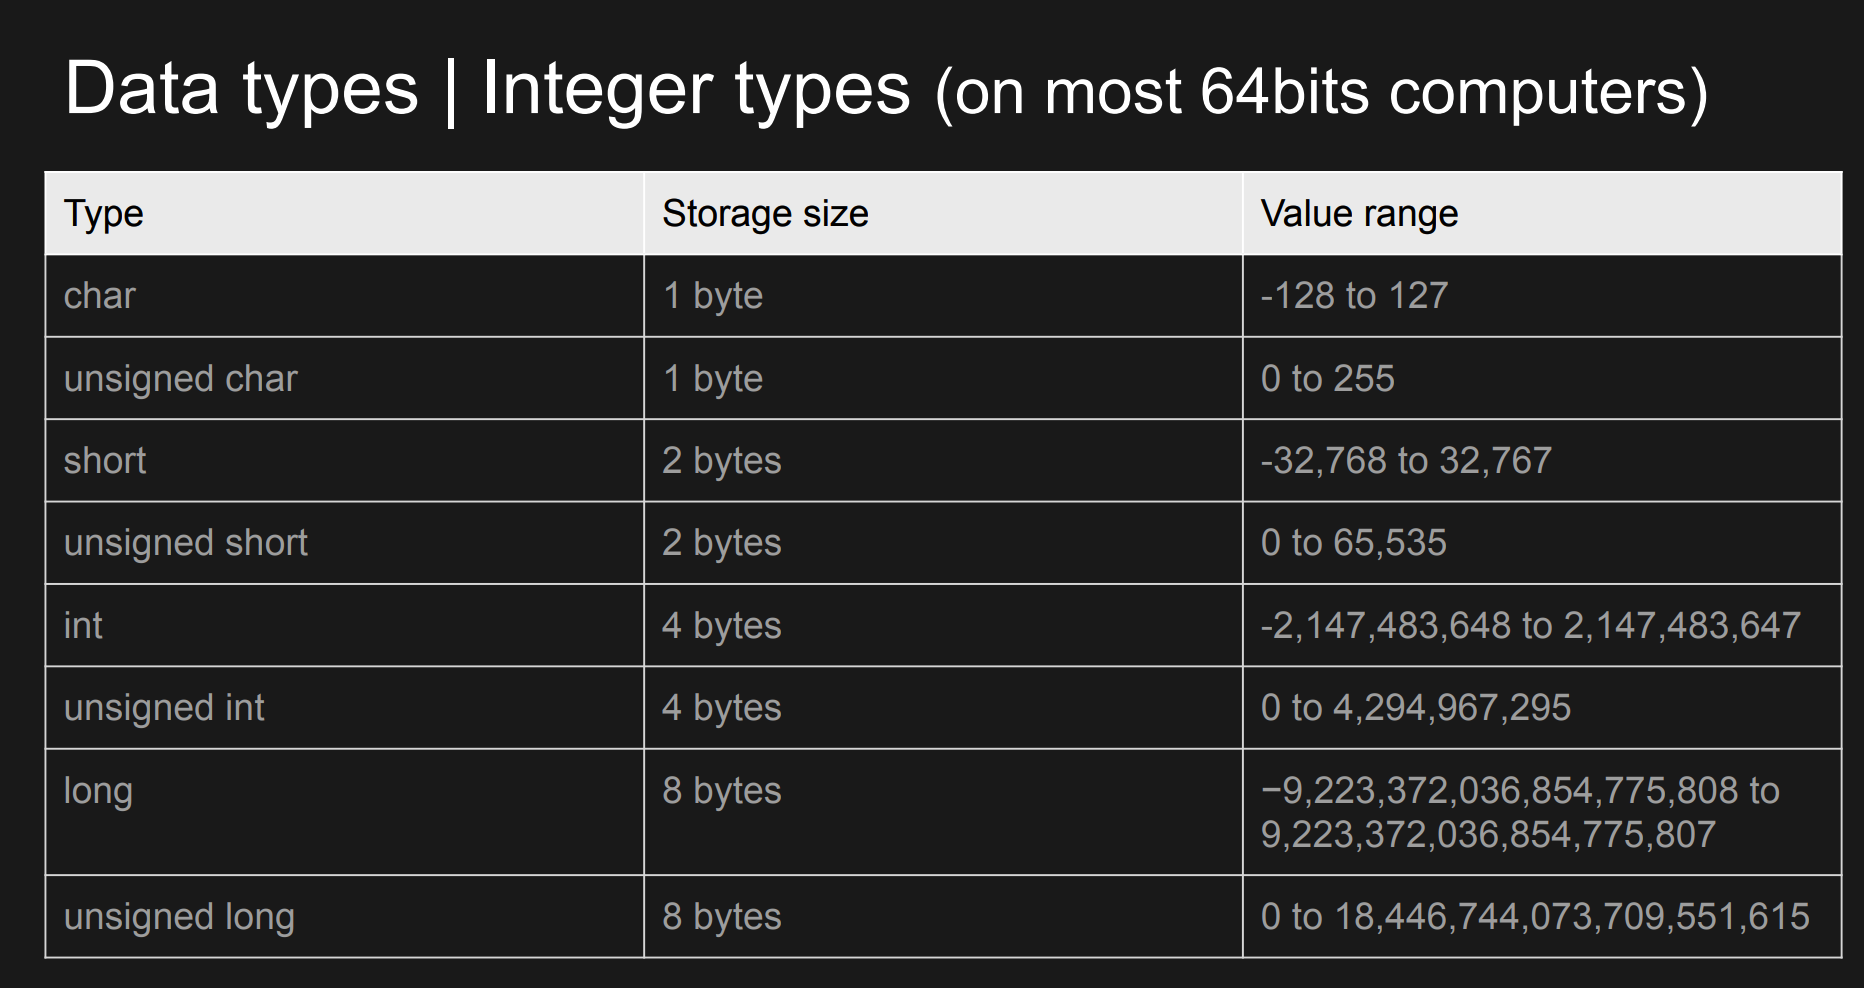 Data types | Integer types (on most 64bits computers)
Type Storage size Value range
char 1 byte -128 to 127
unsigned char 1 byte 0 to 255
short 2 bytes -32,768 to 32,767
unsigned short 2 bytes 0 to 65,535
int 4 bytes -2,147,483,648 to 2,147,483,647
unsigned int 4 bytes 0 to 4,294,967,295
long 8 bytes −9,223,372,036,854,775,808 to
9,223,372,036,854,775,807
unsigned long 8 bytes 0 to 18,446,744,073,709,551,615